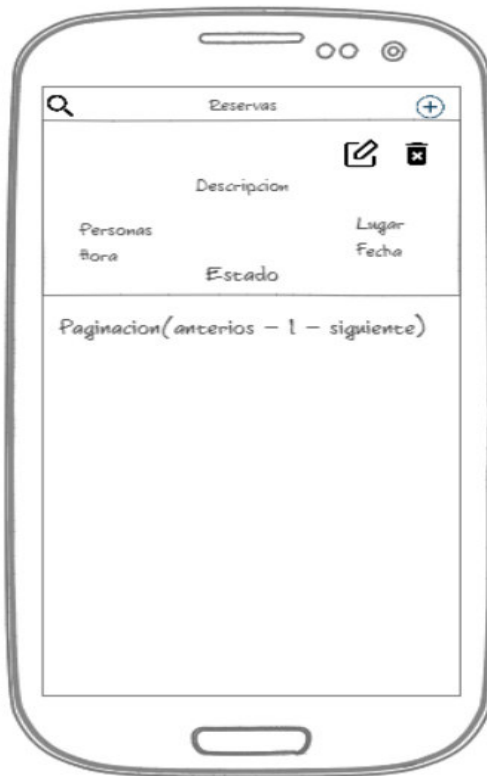 Reservas
Descripcion
Personas Lugar
Hora Fecha
Estado
Paginacion(anterios - 1 - siguiente)